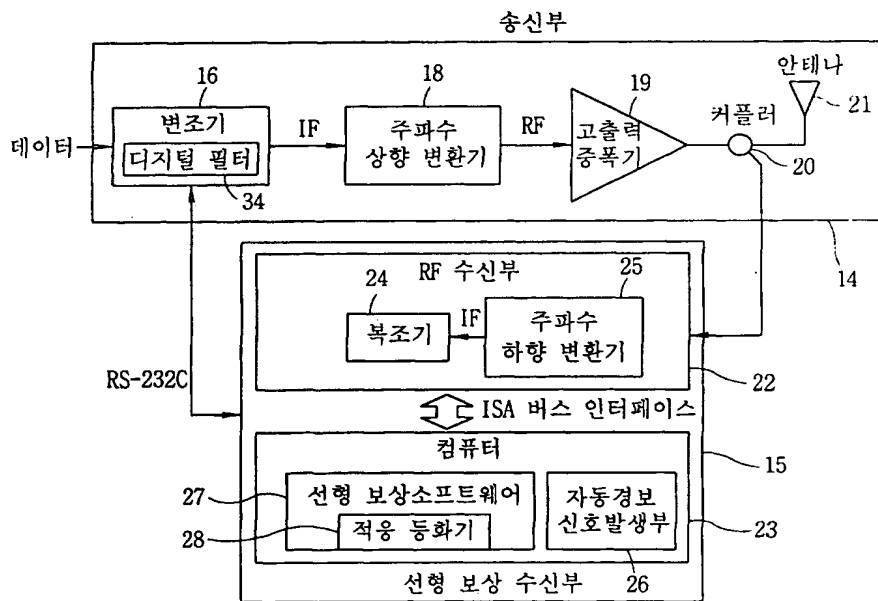 송신부
16
변조기
디지털 필터
34
데이터
IF
18
주파수
상향 변환기
RF
19
고출력
증폭기
커플러
20
안테나
21
14
RF 수신부
24
복조기
IF
25
주파수
하향 변환기
22
RS-232C
ISA 버스 인터페이스
컴퓨터
15
27
선형 보상소프트웨어
28
적응 등화기
자동경보
신호발생부
26
23
선형 보상 수신부